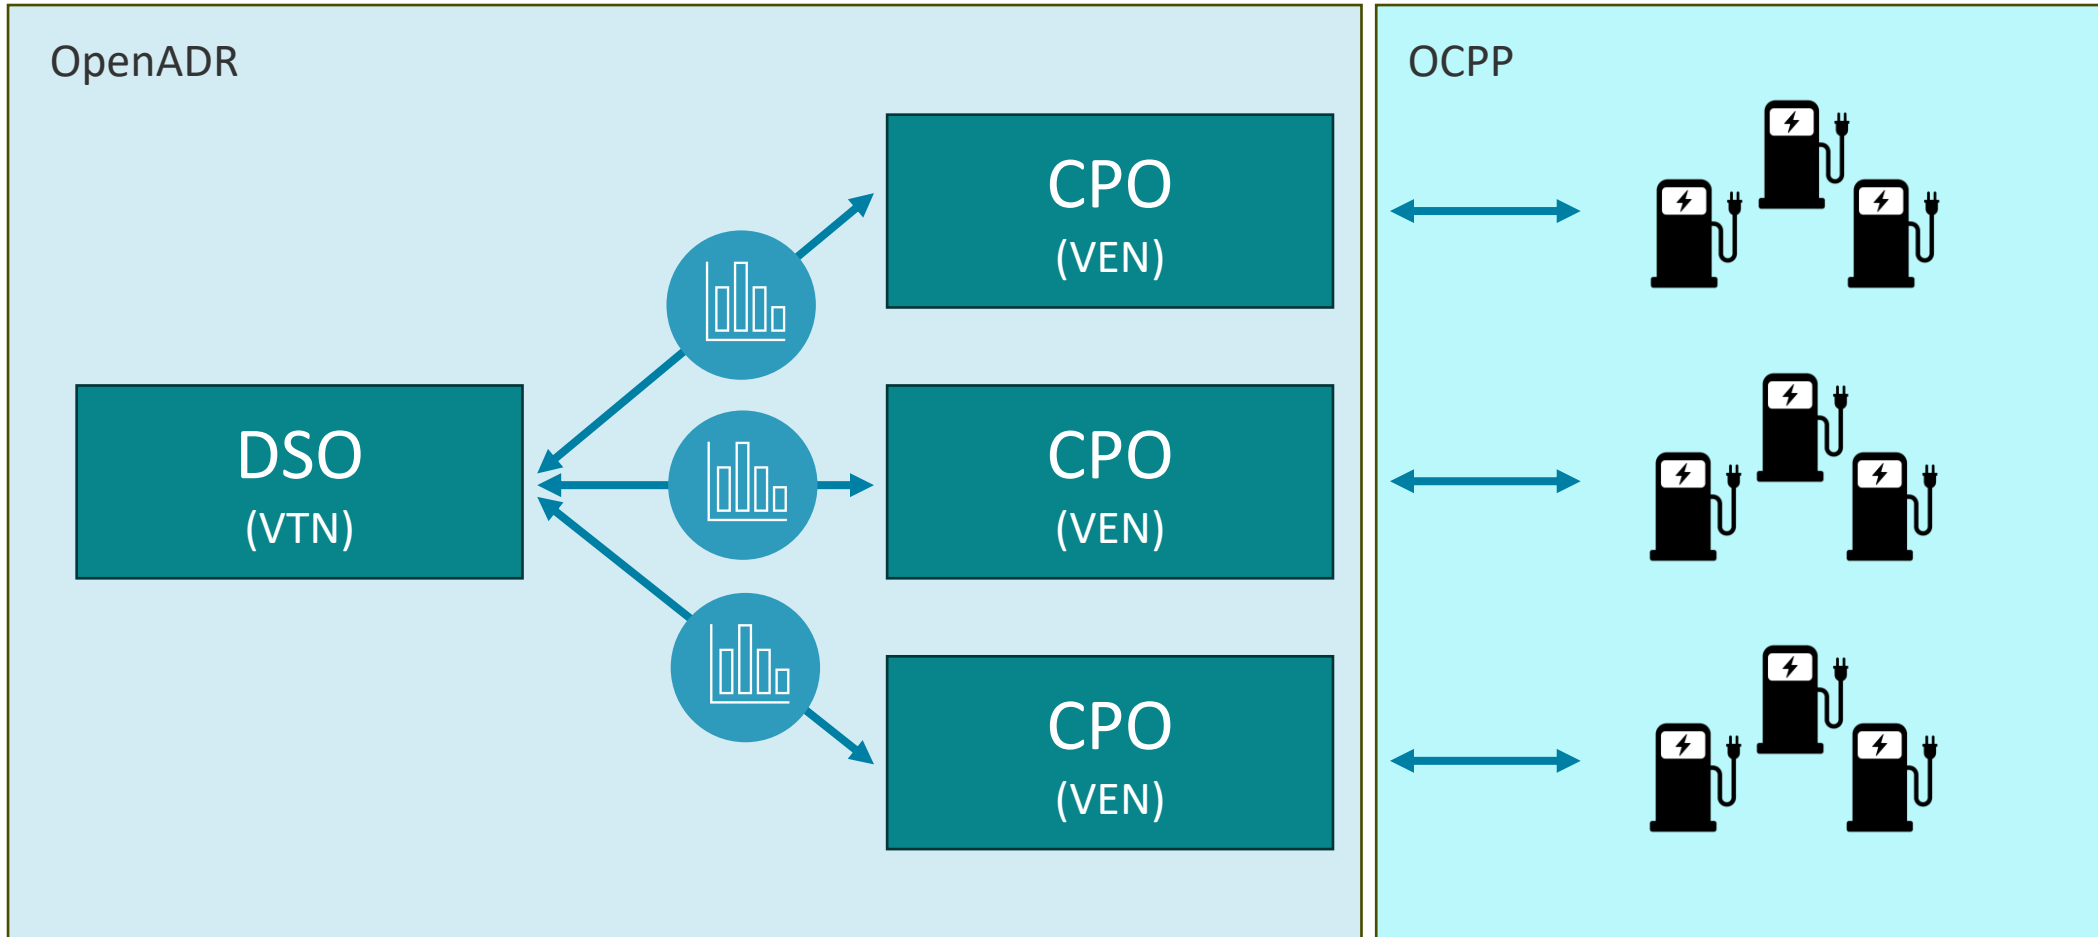 OpenADR
OCPP
CPO
(VEN)
DSO
(VTN)
CPO
(VEN)
CPO
(VEN)